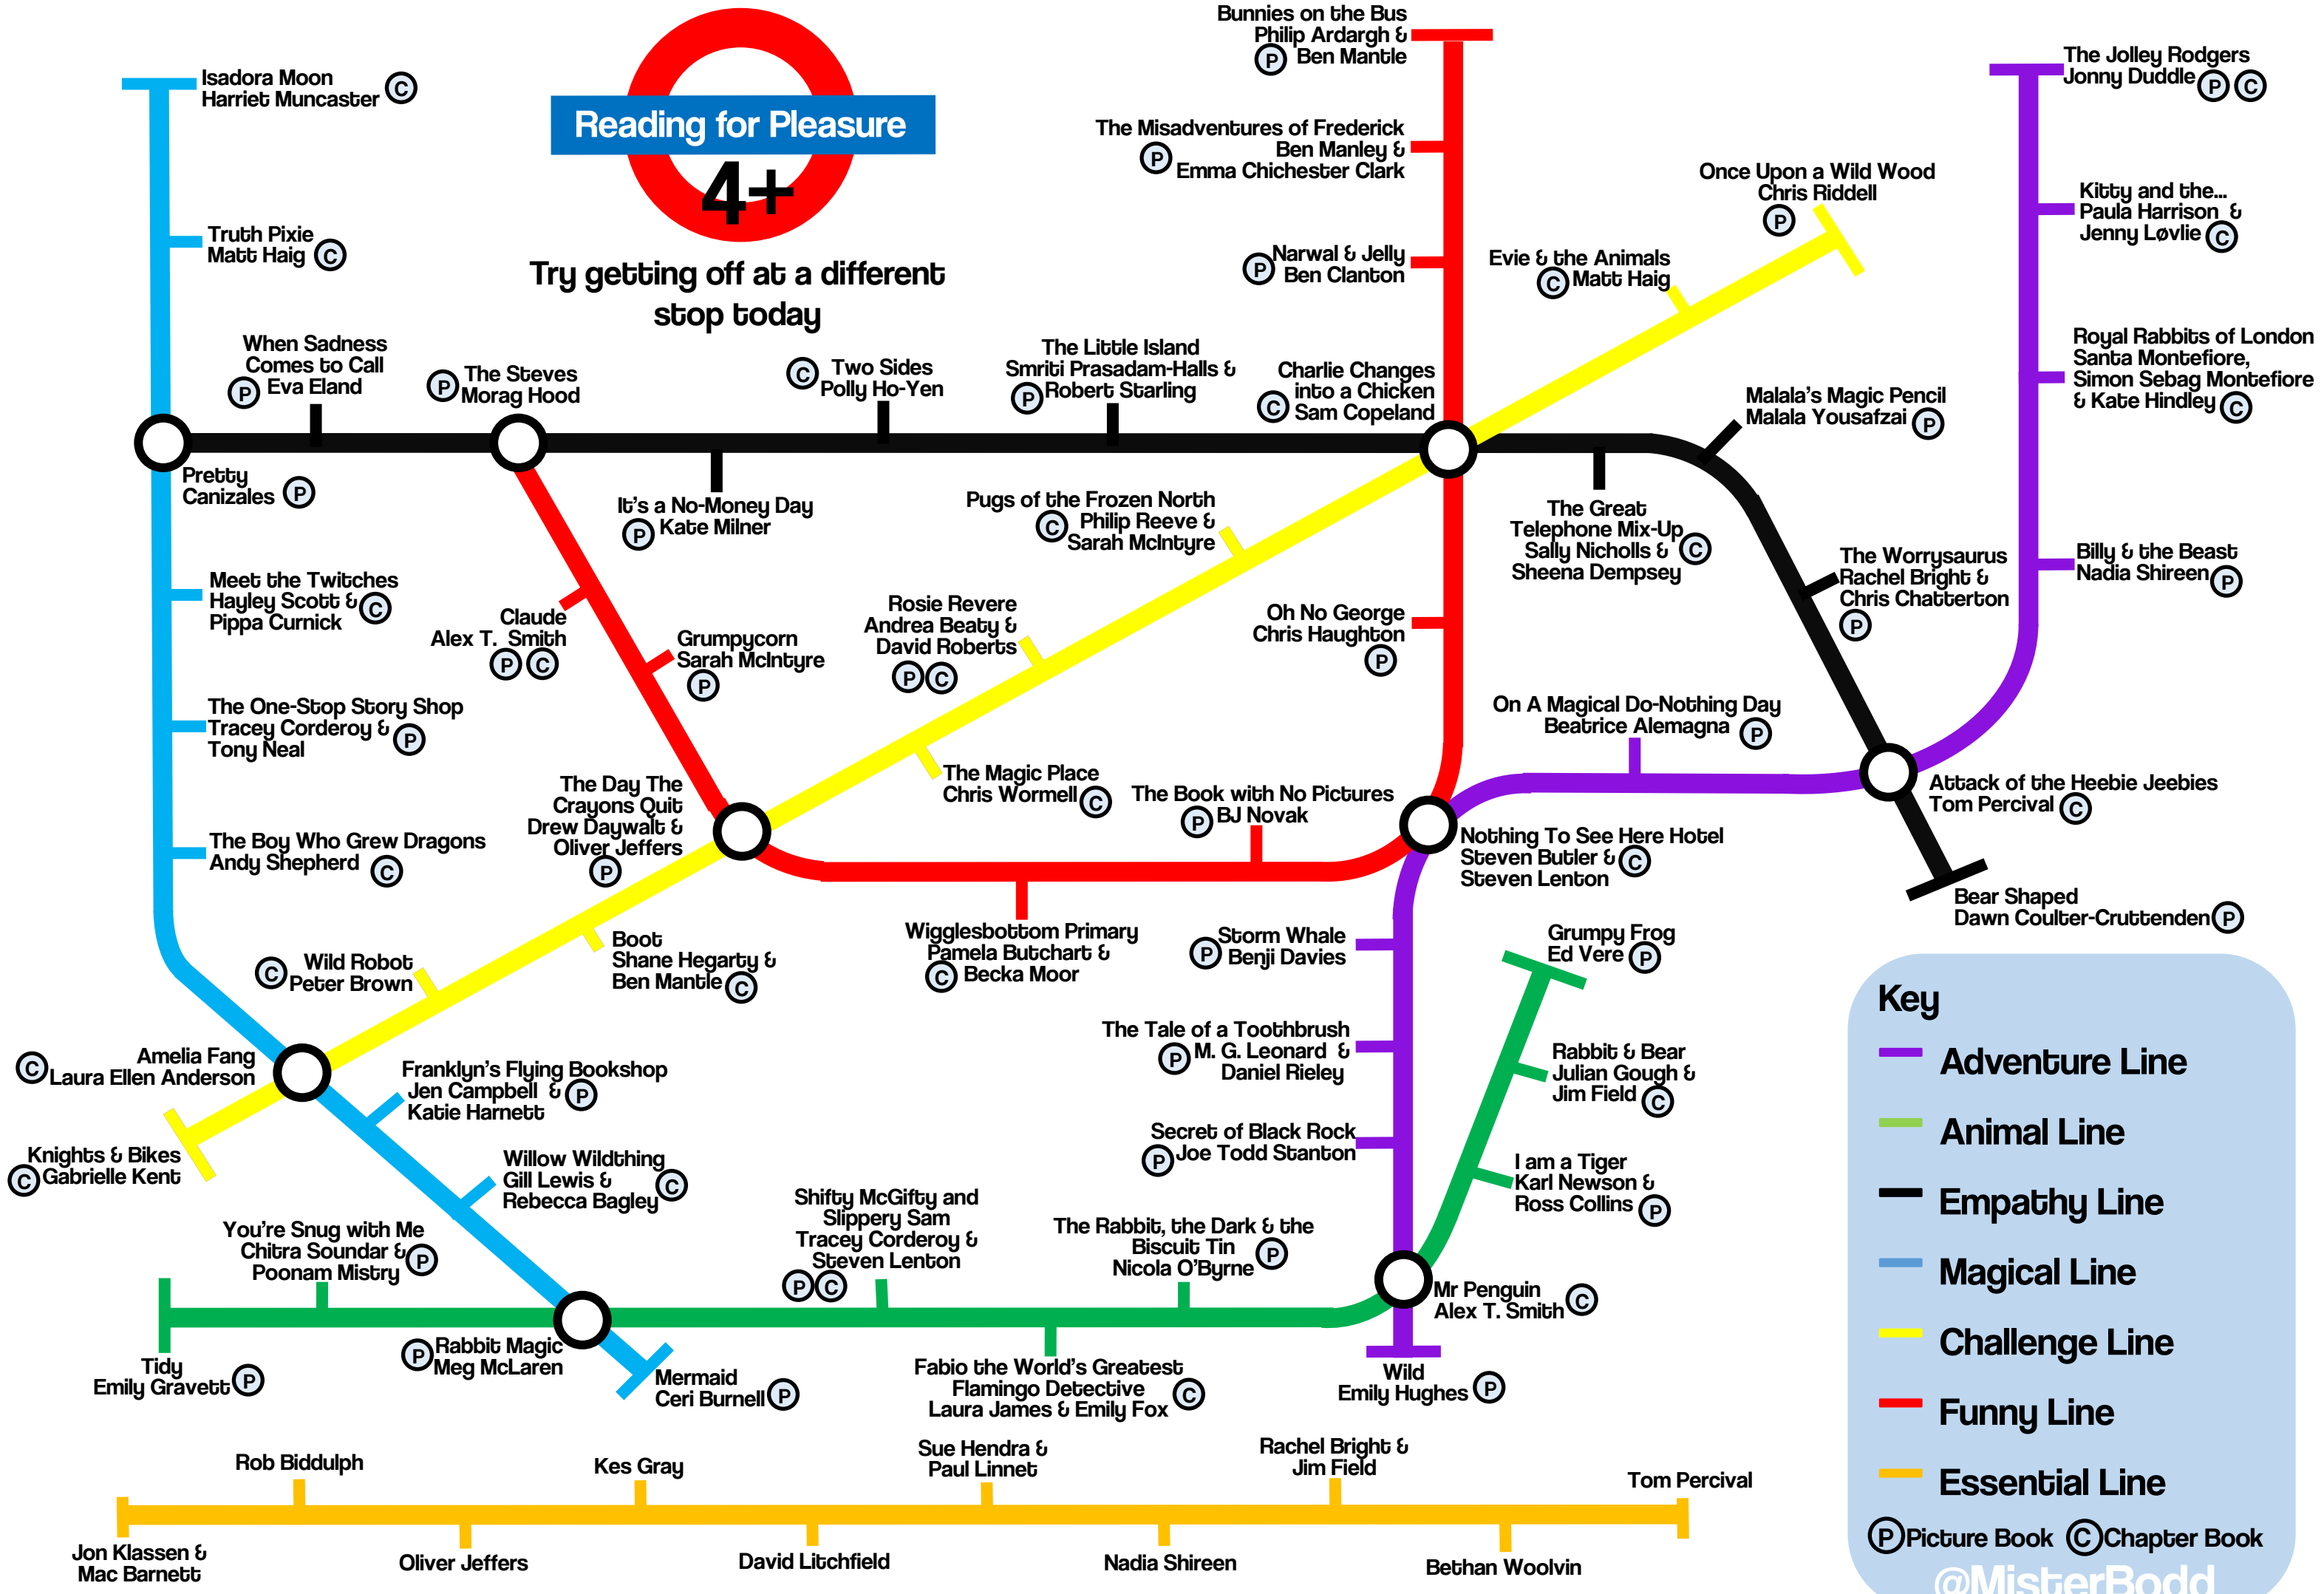 Reading for Pleasure
4+
Try getting off at a different
stop today
Isadora Moon
Harriet Muncaster C
Truth Pixie
Matt Haig C
When Sadness
Comes to Call
P Eva Eland
P The Steves
Morag Hood
C Two Sides
Polly Ho-Yen
The Little Island
Smriti Prasadam-Halls &
P Robert Starling
Bunnies on the Bus
Philip Ardargh &
P Ben Mantle
The Misadventures of Frederick
Ben Manley &
P Emma Chichester Clark
P Narwal & Jelly
Ben Clanton
Charlie Changes
into a Chicken
C Sam Copeland
Once Upon a Wild Wood
Chris Riddell
P
Evie & the Animals
C Matt Haig
The Jolley Rodgers
Jonny Duddle P C
Kitty and the...
Paula Harrison &
Jenny Løvlie C
Royal Rabbits of London
Santa Montefiore,
Simon Sebag Montefiore
& Kate Hindley C
Malala's Magic Pencil
Malala Yousafzai P
Billy & the Beast
Nadia Shireen P
Pretty
Canizales P
It's a No-Money Day
P Kate Milner
Pugs of the Frozen North
C Philip Reeve &
Sarah McIntyre
The Great
Telephone Mix-Up
Sally Nicholls & C
Sheena Dempsey
The Worrysaurus
Rachel Bright &
Chris Chatterton
P
Meet the Twitches
Hayley Scott & C
Pippa Curnick
Claude
Alex T. Smith
P C
Grumpycorn
Sarah McIntyre
P
Rosie Revere
Andrea Beaty &
David Roberts
P C
Oh No George
Chris Haughton
P
The One-Stop Story Shop
Tracey Corderoy & P
Tony Neal
On A Magical Do-Nothing Day
Beatrice Alemagna P
The Day The
Crayons Quit
Drew Daywalt &
Oliver Jeffers
P
The Magic Place
Chris Wormell C
The Book with No Pictures
P BJ Novak
Attack of the Heebie Jeebies
Tom Percival C
The Boy Who Grew Dragons
Andy Shepherd C
Nothing To See Here Hotel
Steven Butler & C
Steven Lenton
Bear Shaped
Dawn Coulter-Cruttenden P
C Wild Robot
Peter Brown
Boot
Shane Hegarty &
Ben Mantle C
Wigglesbottom Primary
Pamela Butchart &
C Becka Moor
P Storm Whale
Benji Davies
Grumpy Frog
Ed Vere P
The Tale of a Toothbrush
P M. G. Leonard &
Daniel Rieley
Rabbit & Bear
Julian Gough &
Jim Field C
Amelia Fang
C Laura Ellen Anderson
Franklyn's Flying Bookshop
Jen Campbell & P
Katie Harnett
Secret of Black Rock
P Joe Todd Stanton
I am a Tiger
Karl Newson &
Ross Collins P
Knights & Bikes
C Gabrielle Kent
Willow Wildthing
Gill Lewis & C
Rebecca Bagley
You're Snug with Me
Chitra Soundar & P
Poonam Mistry
Shifty McGifty and
Slippery Sam
Tracey Corderoy &
Steven Lenton
P C
The Rabbit, the Dark & the
Biscuit Tin P
Nicola O'Byrne
Mr Penguin
Alex T. Smith C
Tidy
Emily Gravett P
P Rabbit Magic
Meg McLaren
Mermaid
Ceri Burnell P
Fabio the World's Greatest
Flamingo Detective C
Laura James & Emily Fox
Wild
Emily Hughes P
Jon Klassen &
Mac Barnett
Rob Biddulph
Oliver Jeffers
Kes Gray
David Litchfield
Sue Hendra &
Paul Linnet
Nadia Shireen
Rachel Bright &
Jim Field
Bethan Woolvin
Tom Percival
Key
Adventure Line
Animal Line
Empathy Line
Magical Line
Challenge Line
Funny Line
Essential Line
P Picture Book C Chapter Book
@MisterBodd